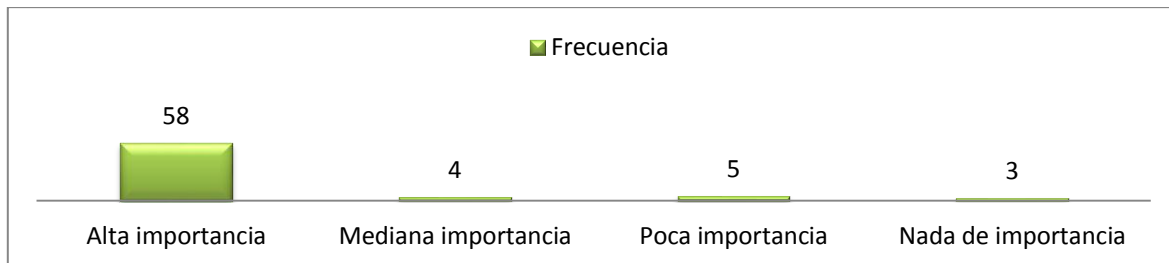 Frecuencia
58
4
5
3
Alta importancia
Mediana importancia
Poca importancia
Nada de importancia